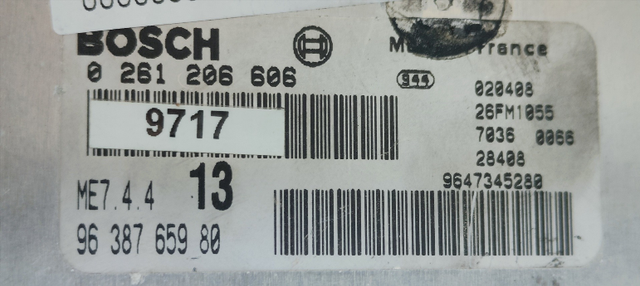 BOSCH
France
0 261 206 606
944
020408
26FM1055
9717
7036 0066
28408
ME7.4.4 13
9647345280
96 387 659 80